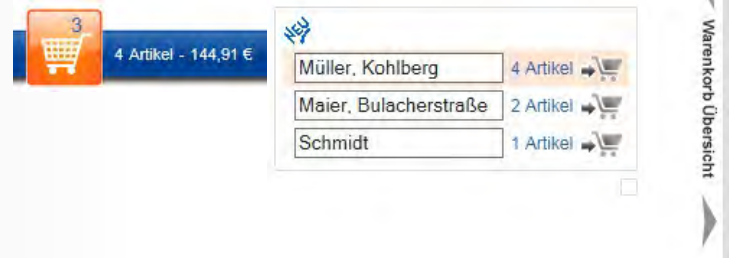 3
4 Artikel - 144,91 €
NEU
Müller, Kohlberg
4 Artikel
Maier, Bulacherstraße
2 Artikel
Schmidt
1 Artikel
Warenkorb Übersicht